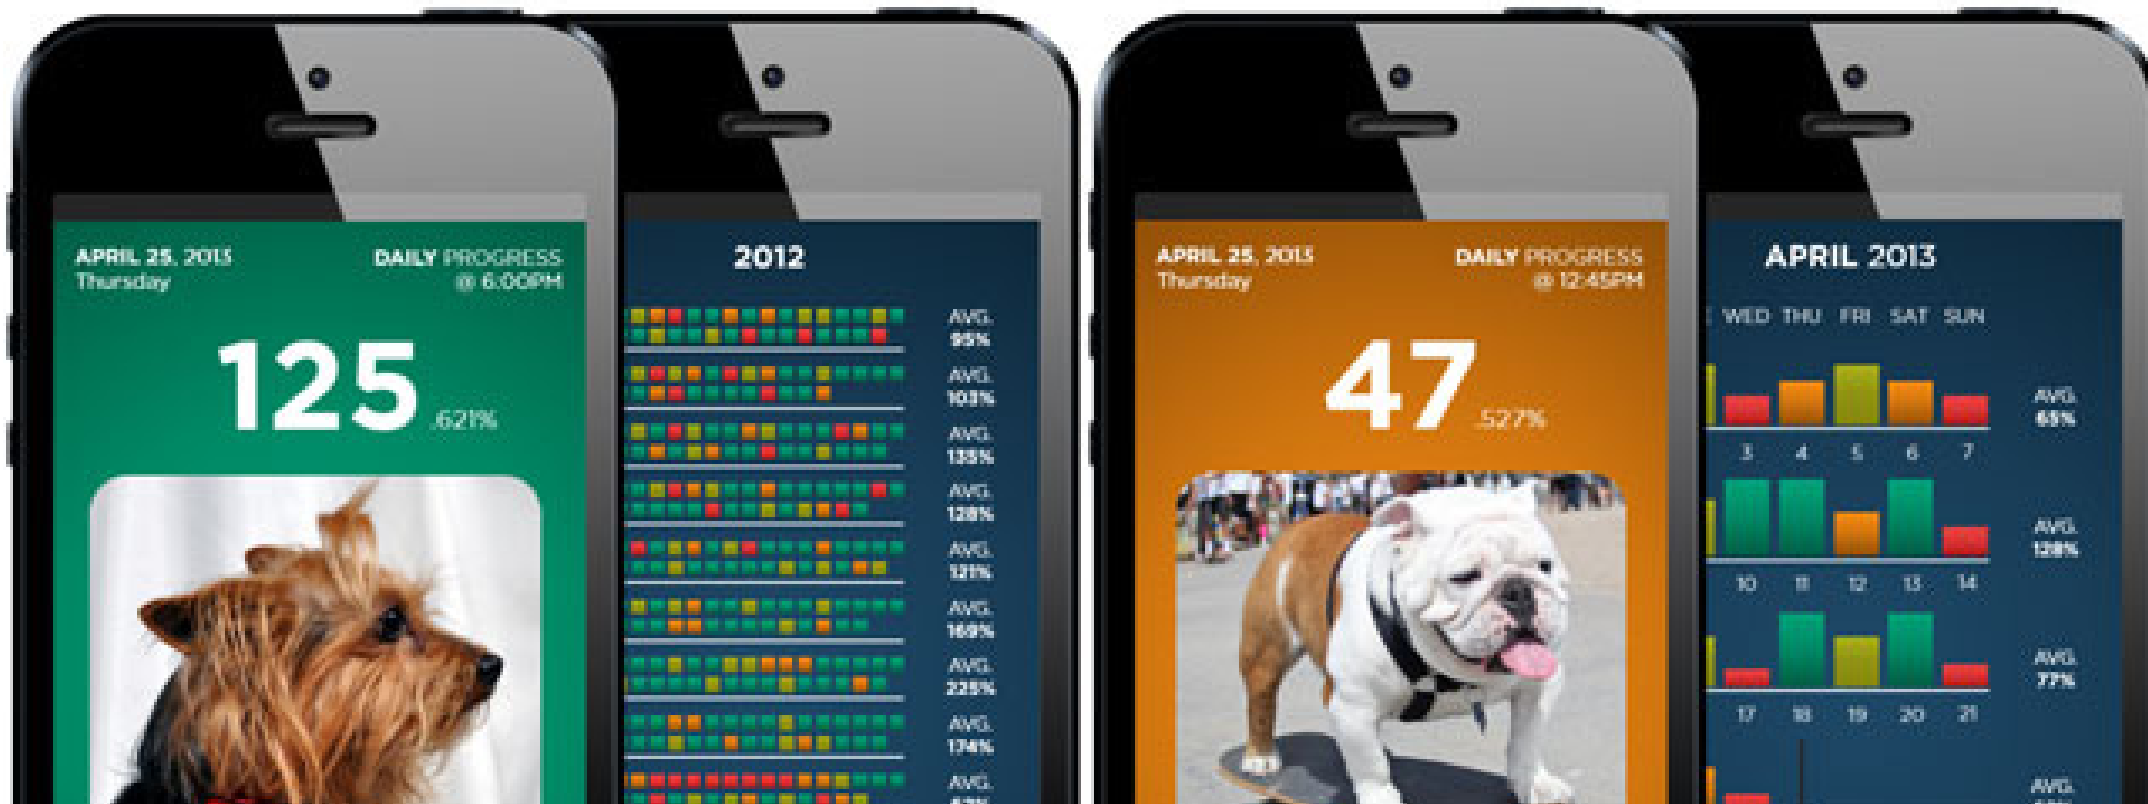 APRIL 25, 2013
Thursday
DAILY PROGRESS
@ 6:00PM
125 .621%
2012
AVG.
95%
AVG.
103%
AVG.
135%
AVG.
128%
AVG.
121%
AVG.
169%
AVG.
225%
AVG.
174%
AVG.
APRIL 25, 2013
Thursday
DAILY PROGRESS
@ 12:45PM
47 .527%
APRIL 2013
WED THU FRI SAT SUN
AVG.
65%
3 4 5 6 7
AVG.
128%
10 11 12 13 14
AVG.
77%
17 18 19 20 21
AVG.